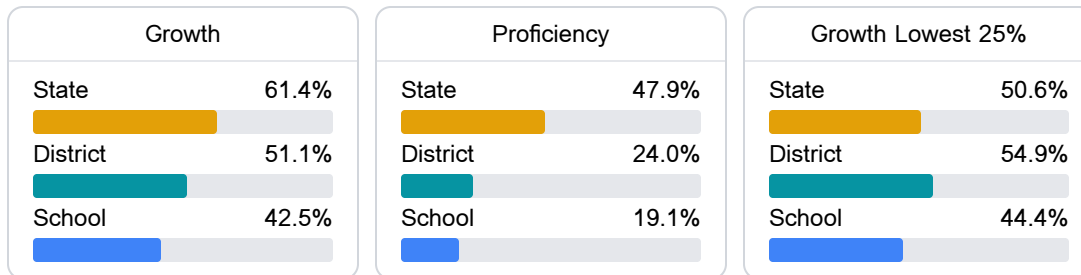 Growth
State 61.4%
District 51.1%
School 42.5%
Proficiency
State 47.9%
District 24.0%
School 19.1%
Growth Lowest 25%
State 50.6%
District 54.9%
School 44.4%